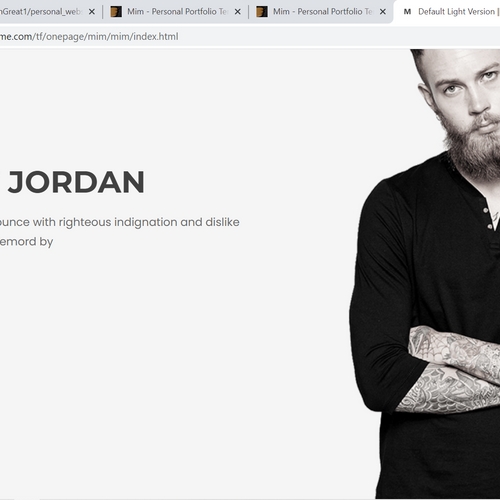 nGreat1/personal_web Mim - Personal Portfolio Te Mim - Personal Portfolio Te M Default Light Version |
me.com/tf/onepage/mim/mim/index.html
JORDAN
ounce with righteous indignation and dislike
emord by